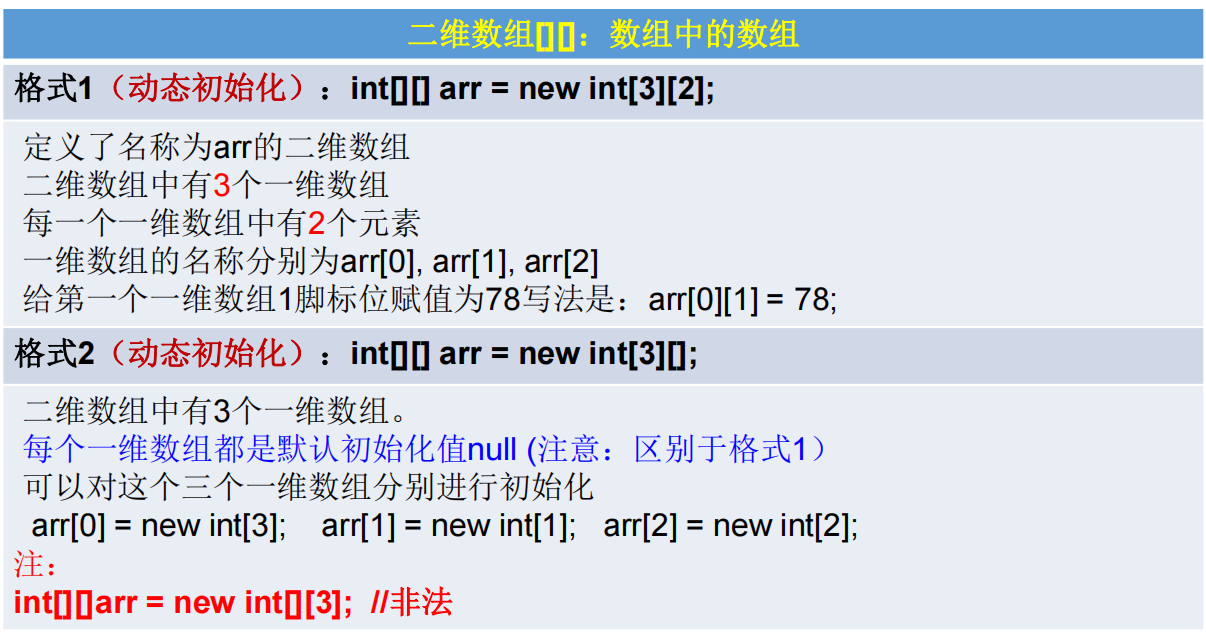 二维数组[][]：数组中的数组
格式1（动态初始化）：int[][] arr = new int[3][2];
定义了名称为arr的二维数组
二维数组中有3个一维数组
每一个一维数组中有2个元素
一维数组的名称分别为arr[0], arr[1], arr[2]
给第一个一维数组1脚标位赋值为78写法是：arr[0][1] = 78;
格式2（动态初始化）：int[][] arr = new int[3][];
二维数组中有3个一维数组。
每个一维数组都是默认初始化值null (注意：区别于格式1）
可以对这个三个一维数组分别进行初始化
arr[0] = new int[3]; arr[1] = new int[1]; arr[2] = new int[2];
注：
int[][]arr = new int[][3]; //非法